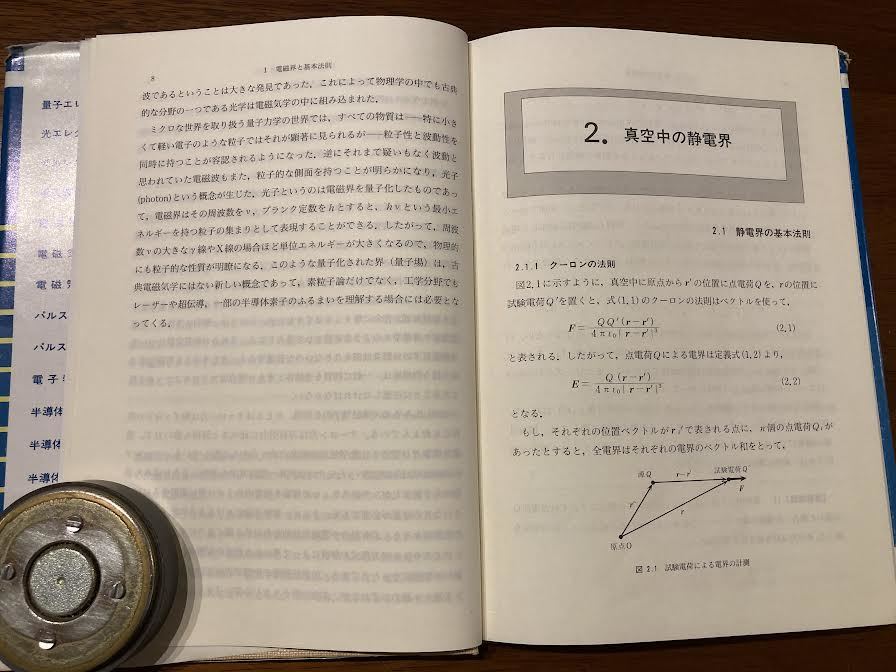 量子エレ
光エレク
電磁
電磁
パルス
パルス
電子
半導体
半導体
半導体
8
1 電磁界と基本法則
波であるということは大きな発見であった．これによって物理学の中でも古典
的な分野の一つである光学は電磁気学の中に組み込まれた．
ミクロな世界を取り扱う量子力学の世界では，すべての物質は──特に小さ
くて軽い電子のような粒子ではそれが顕著に見られるが──粒子性と波動性を
同時に持つことが容認されるようになった．逆にそれまで疑いもなく波動と
思われていた電磁波もまた，粒子的な側面を持つことが明らかになり，光子
(photon)という概念が生じた．光子というのは電磁界を量子化したものであっ
て，電磁界はその周波数をν，プランク定数をhとすると，hνという最小エ
ネルギーを持つ粒子の集まりとして表現することができる．したがって，周波
数νの大きなγ線やX線の場合ほど単位エネルギーが大きくなるので，物理的
にも粒子的な性質が明瞭になる．このような量子化された界（量子場）は，古
典電磁気学にはない新しい概念であって，素粒子論だけでなく，工学分野でも
レーザーや超伝導，一部の半導体素子のふるまいを理解する場合には必要とな
ってくる．
2. 真空中の静電界
2.1 静電界の基本法則
2.1.1 クーロンの法則
図2.1に示すように，真空中に原点からr′の位置に点電荷Qを，rの位置に
試験電荷Q′を置くと，式(1.1)のクーロンの法則はベクトルを使って，
F = QQ′(r−r′) / 4πε₀|r−r′|³ (2.1)
と表される．したがって，点電荷Qによる電界は定義式(1.2)より，
E = Q(r−r′) / 4πε₀|r−r′|³ (2.2)
となる．
もし，それぞれの位置ベクトルがrᵢ′で表される点に，n個の点電荷Qᵢが
あったとすると，全電界はそれぞれの電界のベクトル和をとって，
源Q
r−r′
試験電荷Q′
F
r′
r
原点O
図 2.1 試験電荷による電界の計測